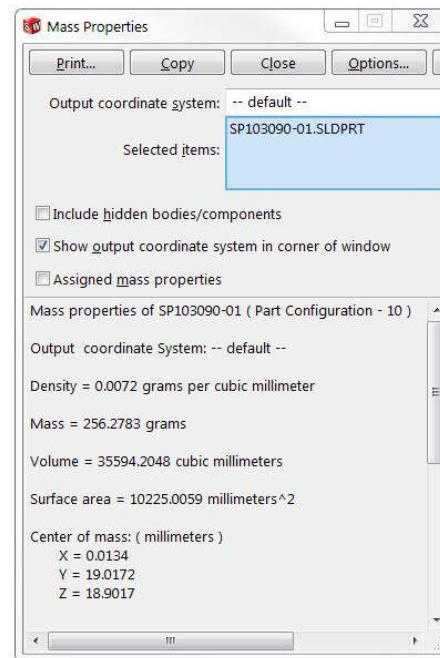 SW Mass Properties
Print... Copy Close Options...
Output coordinate system: -- default --
Selected items: SP103090-01.SLDPRT
Include hidden bodies/components
Show output coordinate system in corner of window
Assigned mass properties
Mass properties of SP103090-01 ( Part Configuration - 10 )
Output coordinate System: -- default --
Density = 0.0072 grams per cubic millimeter
Mass = 256.2783 grams
Volume = 35594.2048 cubic millimeters
Surface area = 10225.0059 millimeters^2
Center of mass: ( millimeters )
X = 0.0134
Y = 19.0172
Z = 18.9017